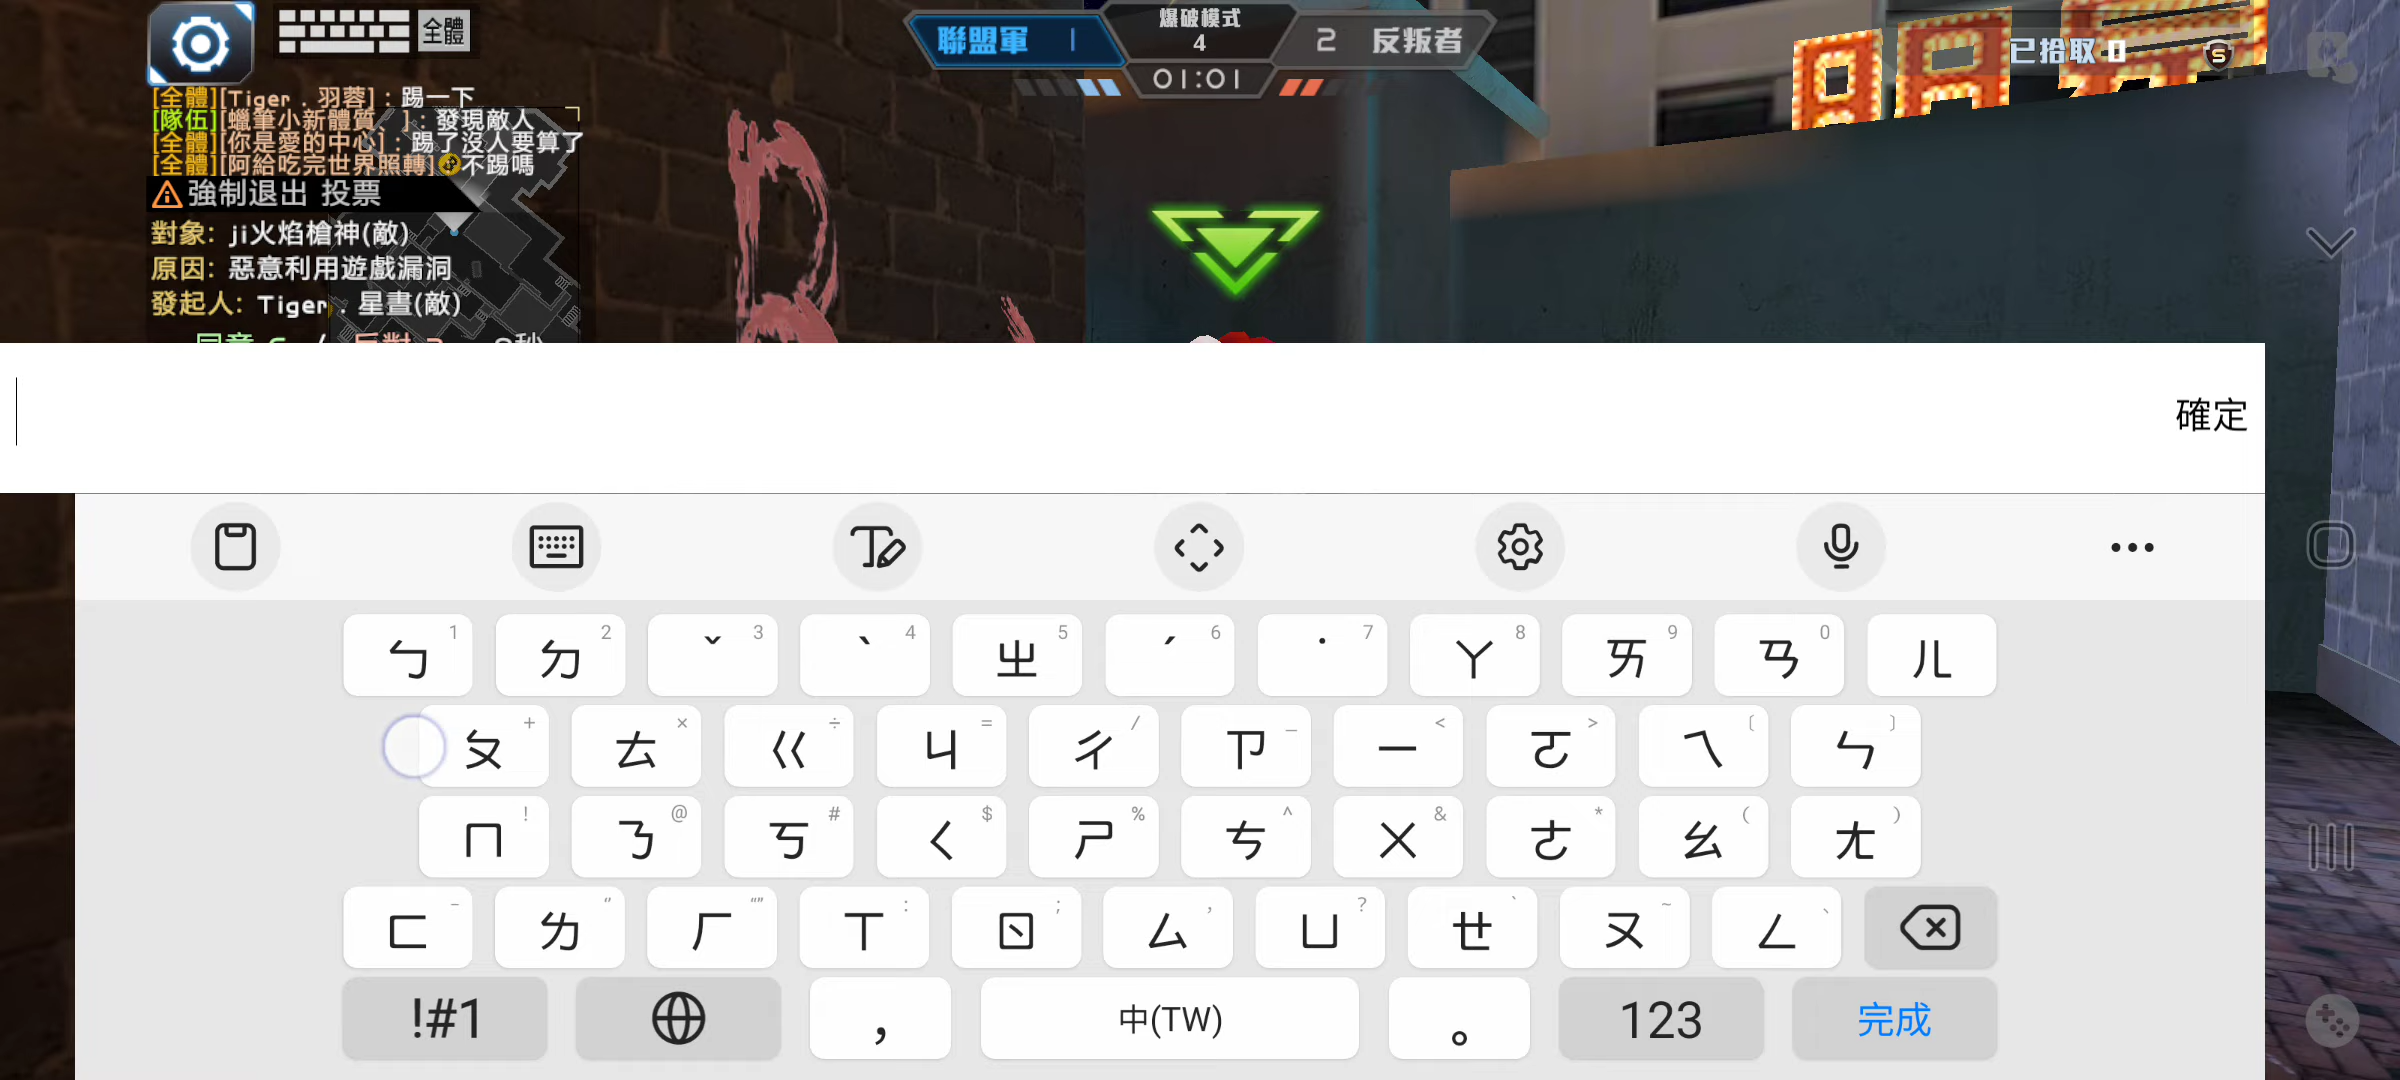 全體
聯盟軍 1
爆破模式
4
2 反叛者
01:01
已拾取 0
S
[全體][Tiger . 羽蓉] : 踢一下
[隊伍][蠟筆小新體質 ] : 發現敵人
[全體][你是愛的中心] : 踢了沒人要算了
[全體][阿給吃完世界照轉] 不踢嗎
強制退出 投票
對象: ji火焰槍神(敵)
原因: 惡意利用遊戲漏洞
發起人: Tiger . 星晝(敵)
確定
ㄅ 1 ㄉ 2 ˇ 3 ˋ 4 ㄓ 5 ˊ 6 ˙ 7 ㄚ 8 ㄞ 9 ㄢ 0 ㄦ
ㄆ + ㄊ × ㄍ ÷ ㄐ = ㄔ / ㄗ _ ㄧ < ㄛ > ㄟ 〔 ㄣ 〕
ㄇ ! ㄋ @ ㄎ # ㄑ $ ㄕ % ㄘ ^ ㄨ & ㄜ * ㄠ ( ㄤ )
ㄈ - ㄌ “ ㄏ “” ㄒ : ㄖ ; ㄙ , ㄩ ? ㄝ ` ㄡ ~ ㄥ 、
!#1 , 中(TW) 。 123 完成